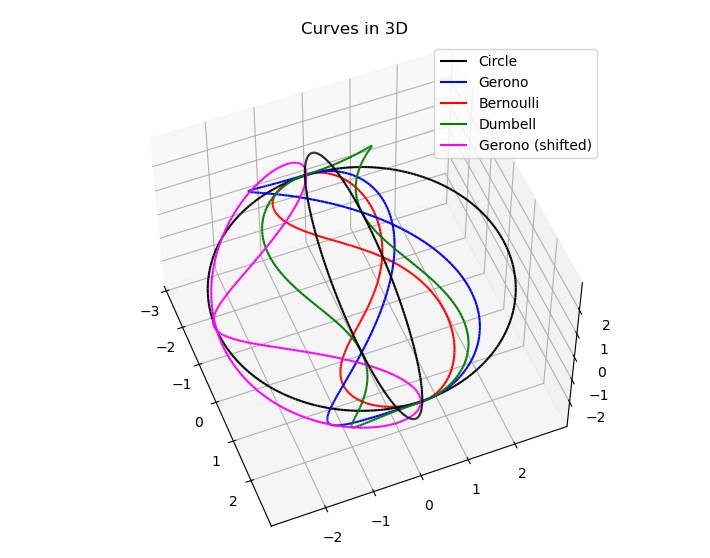 Curves in 3D
Circle
Gerono
Bernoulli
Dumbell
Gerono (shifted)
−3
−2
−1
0
1
2
−2
−1
0
1
2
2
1
0
−1
−2